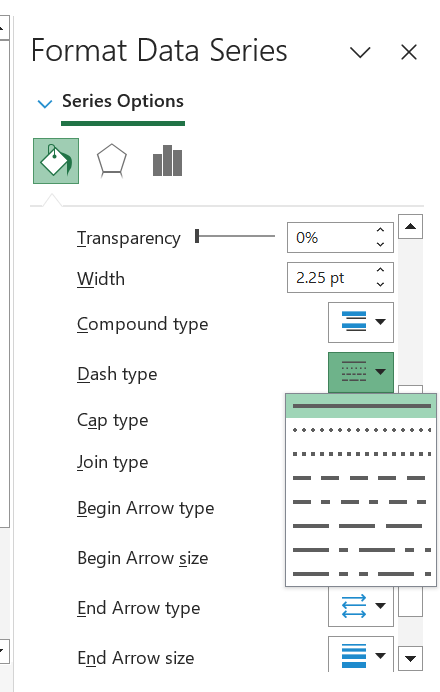 Format Data Series
Series Options
Transparency 0%
Width 2.25 pt
Compound type
Dash type
Cap type
Join type
Begin Arrow type
Begin Arrow size
End Arrow type
End Arrow size